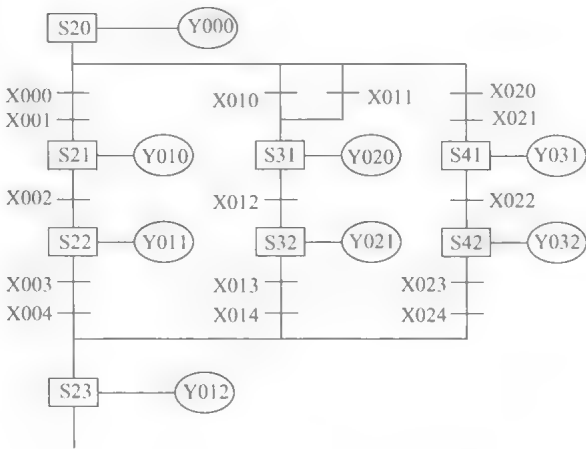 S20 Y000
X000 X010 X011 X020
X001 X021
S21 Y010 S31 Y020 S41 Y031
X002 X012 X022
S22 Y011 S32 Y021 S42 Y032
X003 X013 X023
X004 X014 X024
S23 Y012